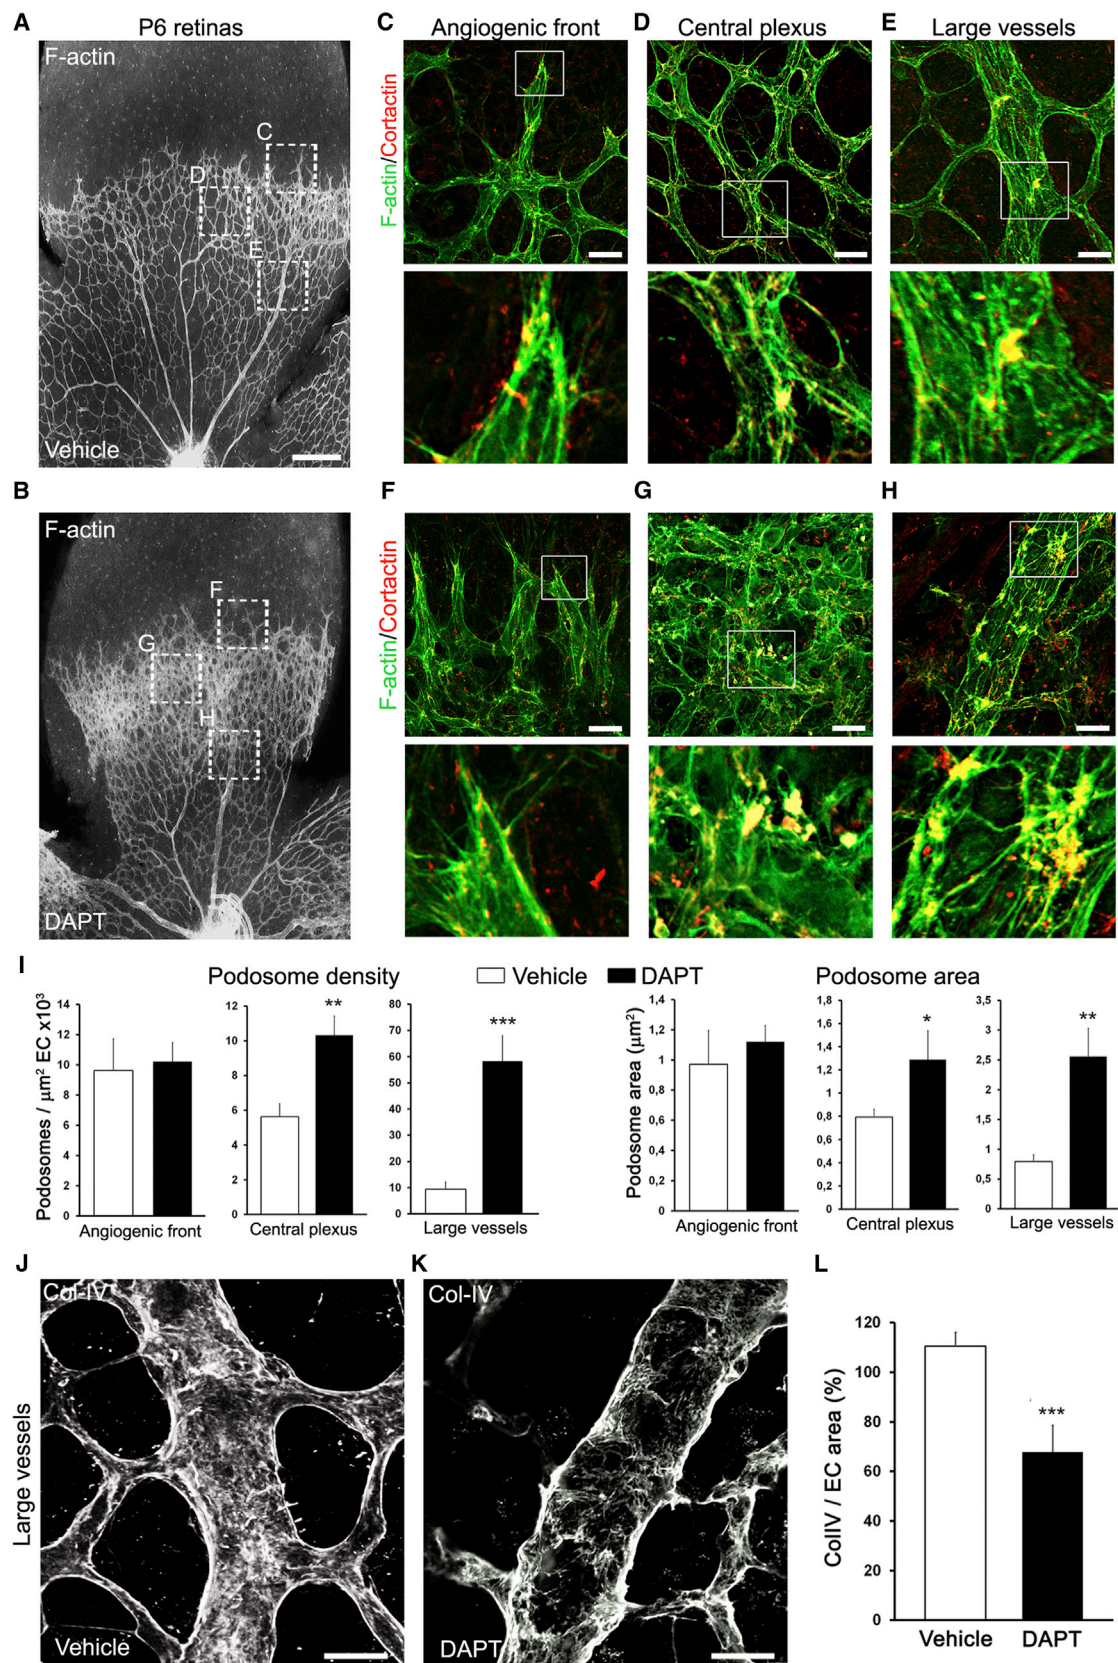 A
P6 retinas
F-actin
C
D
E
Vehicle
C Angiogenic front
D Central plexus
E Large vessels
F-actin/Cortactin
B
F-actin
F
G
H
DAPT
F
G
H
F-actin/Cortactin
I
Podosome density
Vehicle
DAPT
Podosome area
Podosomes / μm² EC x10³
14
12
10
8
6
4
2
0
Angiogenic front
**
12
10
8
6
4
2
0
Central plexus
***
80
70
60
50
40
30
20
10
0
Large vessels
Podosome area (μm²)
1,4
1,2
1
0,8
0,6
0,4
0,2
0
Angiogenic front
*
1,8
1,6
1,4
1,2
1
0,8
0,6
0,4
0,2
0
Central plexus
**
3,5
3
2,5
2
1,5
1
0,5
0
Large vessels
J
Col-IV
Large vessels
Vehicle
K
Col-IV
DAPT
L
ColIV / EC area (%)
120
100
80
60
40
20
0
***
Vehicle
DAPT